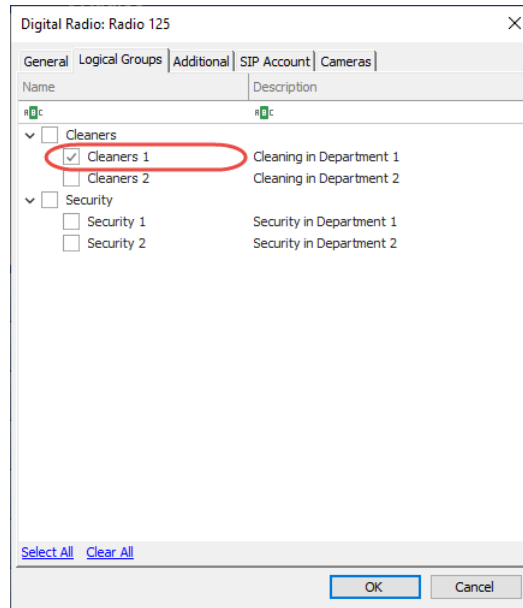 Digital Radio: Radio 125
General Logical Groups Additional SIP Account Cameras
Name Description
ABC ABC
Cleaners
Cleaners 1 Cleaning in Department 1
Cleaners 2 Cleaning in Department 2
Security
Security 1 Security in Department 1
Security 2 Security in Department 2
Select All Clear All
OK Cancel